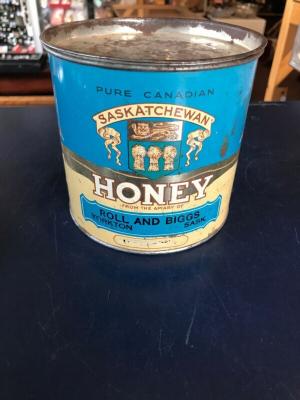 PURE CANADIAN
SASKATCHEWAN
HONEY
FROM THE APIARY OF
ROLL AND BIGGS
YORKTON SASK